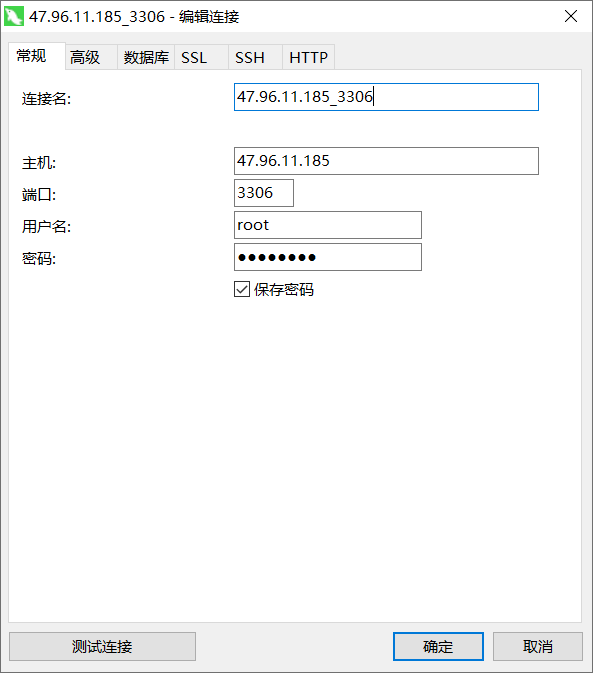 47.96.11.185_3306 - 编辑连接
常规 高级 数据库 SSL SSH HTTP
连接名: 47.96.11.185_3306
主机: 47.96.11.185
端口: 3306
用户名: root
密码: ●●●●●●●●
保存密码
测试连接 确定 取消